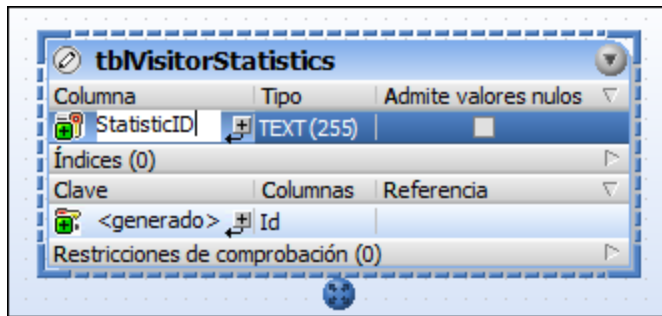 tblVisitorStatistics
Columna Tipo Admite valores nulos
StatisticID TEXT (255)
Índices (0)
Clave Columnas Referencia
<generado> Id
Restricciones de comprobación (0)